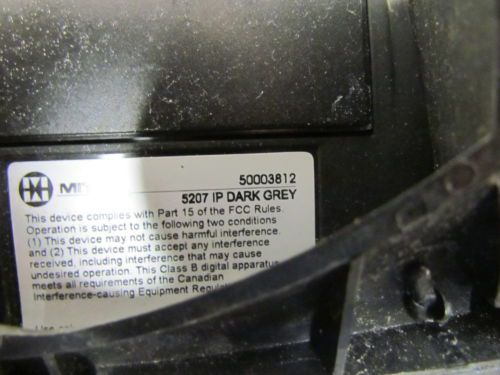 50003812
5207 IP DARK GREY
This device complies with Part 15 of the FCC Rules.
Operation is subject to the following two conditions
(1) This device may not cause harmful interference.
and (2) This device must accept any interference
received, including interference that may cause
undesired operation. This Class B digital apparatus
meets all requirements of the Canadian
Interference-causing Equipment